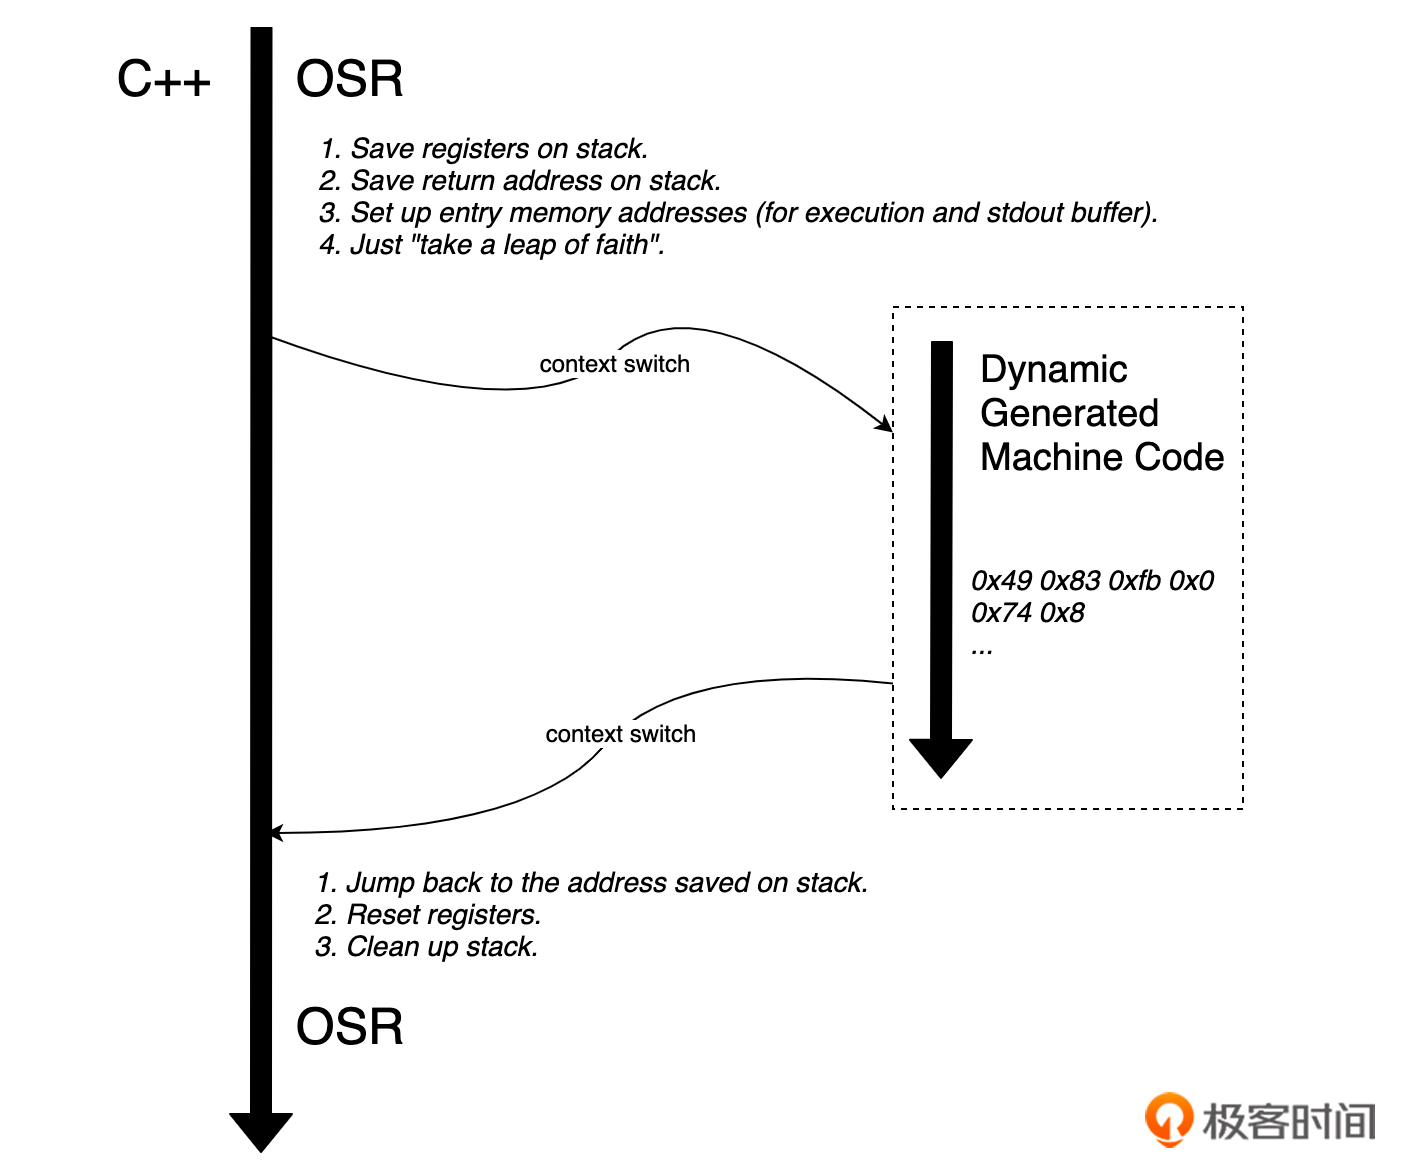 C++
OSR
1. Save registers on stack.
2. Save return address on stack.
3. Set up entry memory addresses (for execution and stdout buffer).
4. Just "take a leap of faith".
context switch
Dynamic
Generated
Machine Code
0x49 0x83 0xfb 0x0
0x74 0x8
...
context switch
1. Jump back to the address saved on stack.
2. Reset registers.
3. Clean up stack.
OSR
极客时间